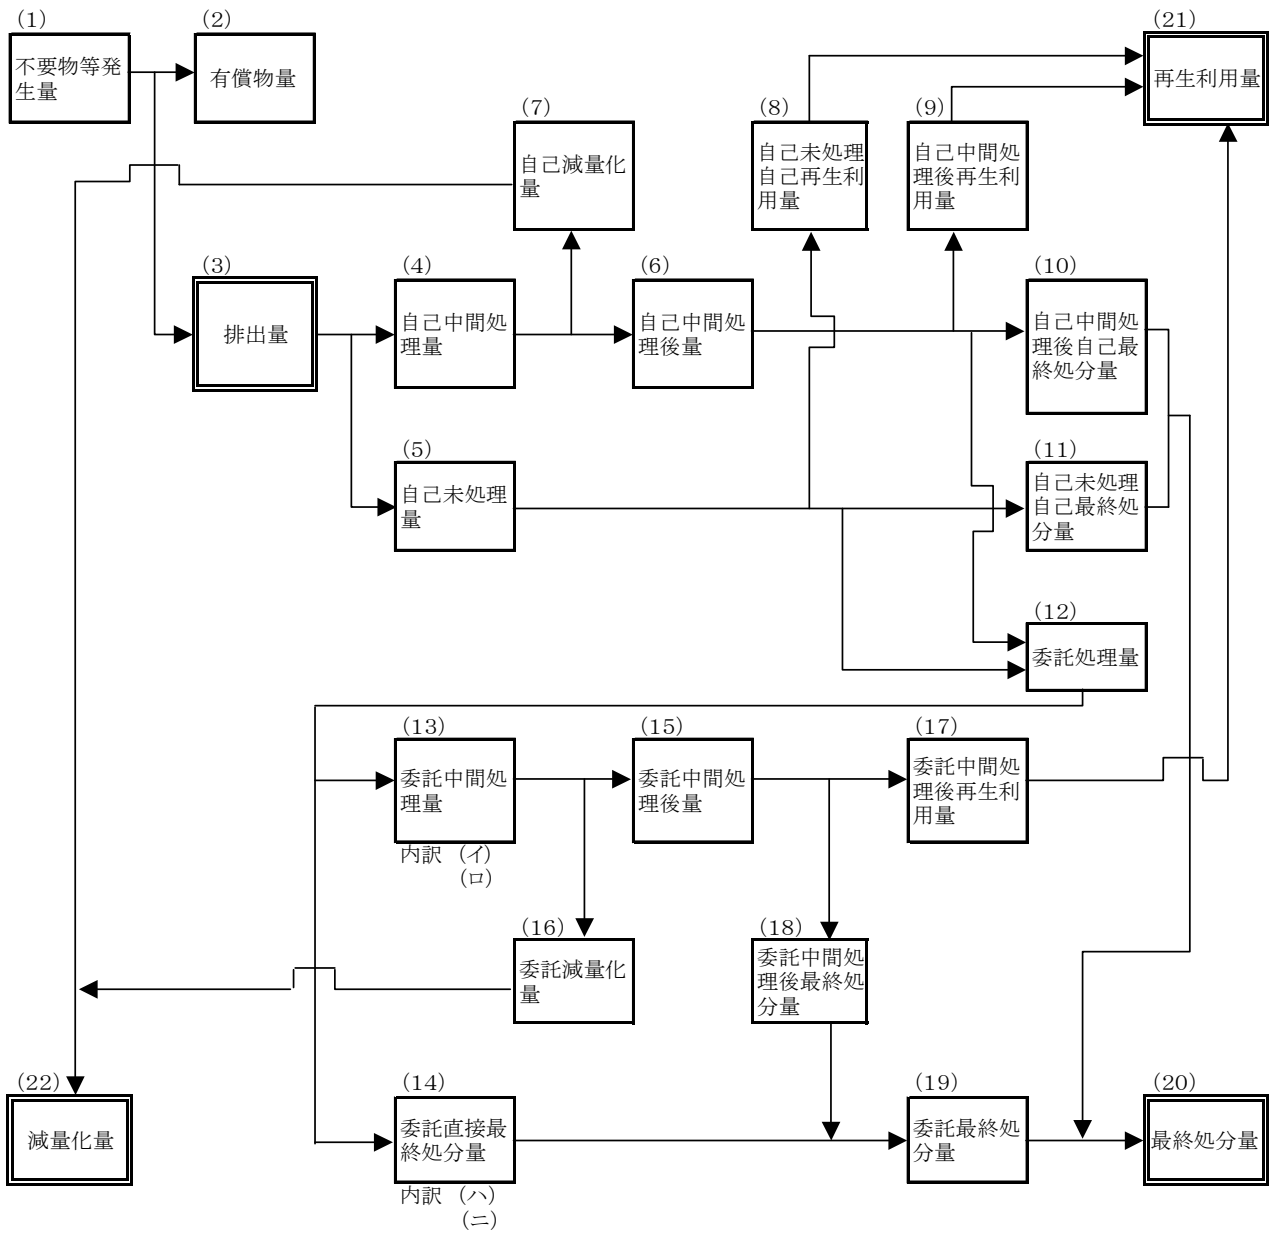 (1)
不要物等発
生量
(2)
有償物量
(21)
再生利用量
(7)
自己減量化
量
(8)
自己未処理
自己再生利
用量
(9)
自己中間処
理後再生利
用量
(3)
排出量
(4)
自己中間処
理量
(6)
自己中間処
理後量
(10)
自己中間処
理後自己最
終処分量
(5)
自己未処理
量
(11)
自己未処理
自己最終処
分量
(12)
委託処理量
(13)
委託中間処
理量
内訳 (イ)
(ロ)
(15)
委託中間処
理後量
(17)
委託中間処
理後再生利
用量
(16)
委託減量化
量
(18)
委託中間処
理後最終処
分量
(22)
減量化量
(14)
委託直接最
終処分量
内訳 (ハ)
(ニ)
(19)
委託最終処
分量
(20)
最終処分量